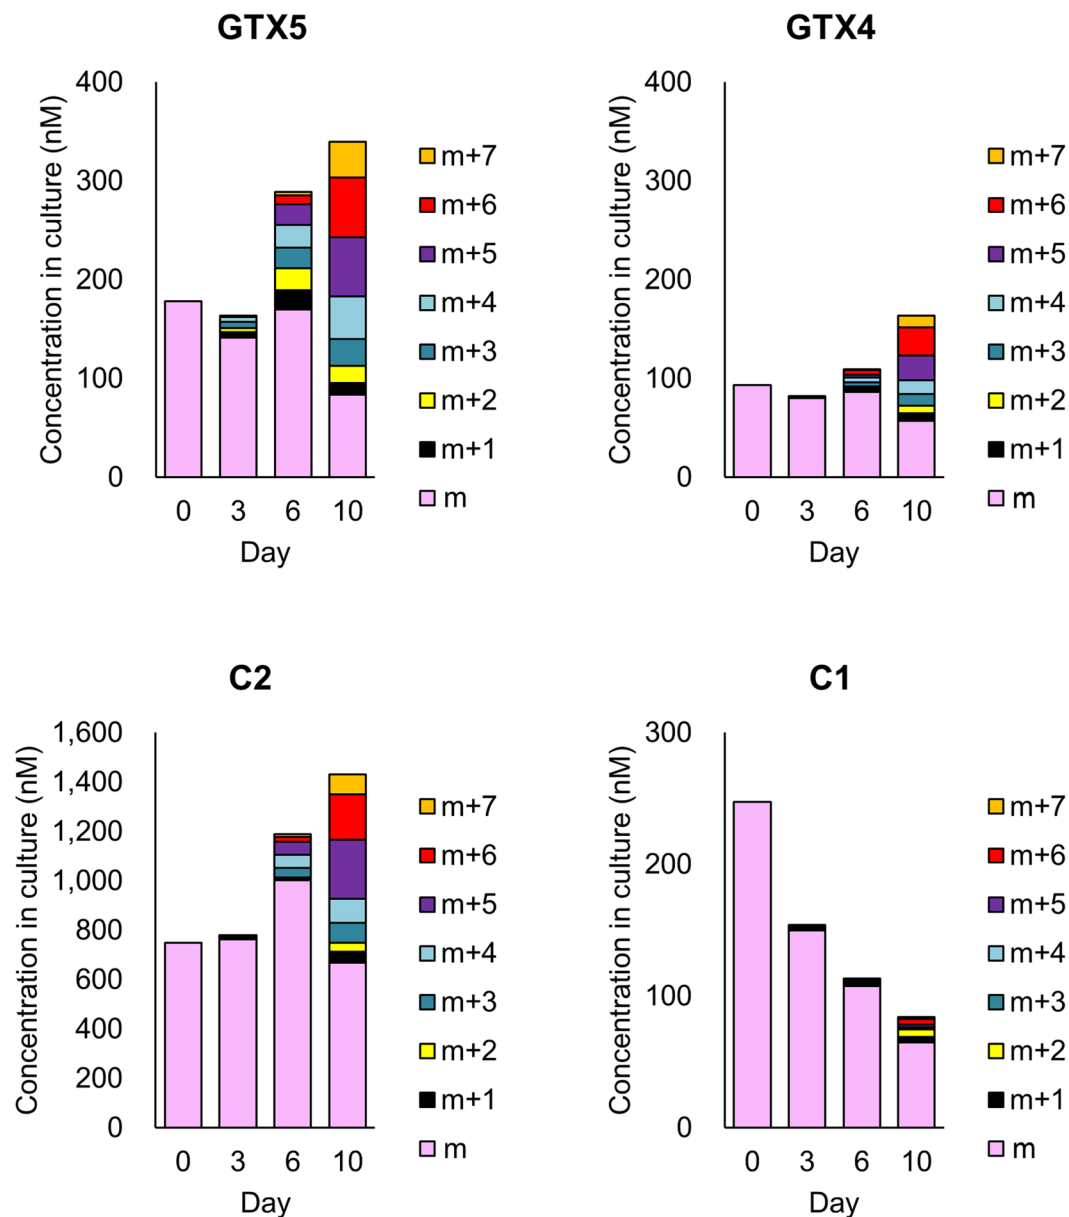 GTX5
Concentration in culture (nM)
400
300
200
100
0
0 3 6 10
Day
m+7
m+6
m+5
m+4
m+3
m+2
m+1
m
GTX4
Concentration in culture (nM)
400
300
200
100
0
0 3 6 10
Day
m+7
m+6
m+5
m+4
m+3
m+2
m+1
m
C2
Concentration in culture (nM)
1,600
1,400
1,200
1,000
800
600
400
200
0
0 3 6 10
Day
m+7
m+6
m+5
m+4
m+3
m+2
m+1
m
C1
Concentration in culture (nM)
300
200
100
0
0 3 6 10
Day
m+7
m+6
m+5
m+4
m+3
m+2
m+1
m